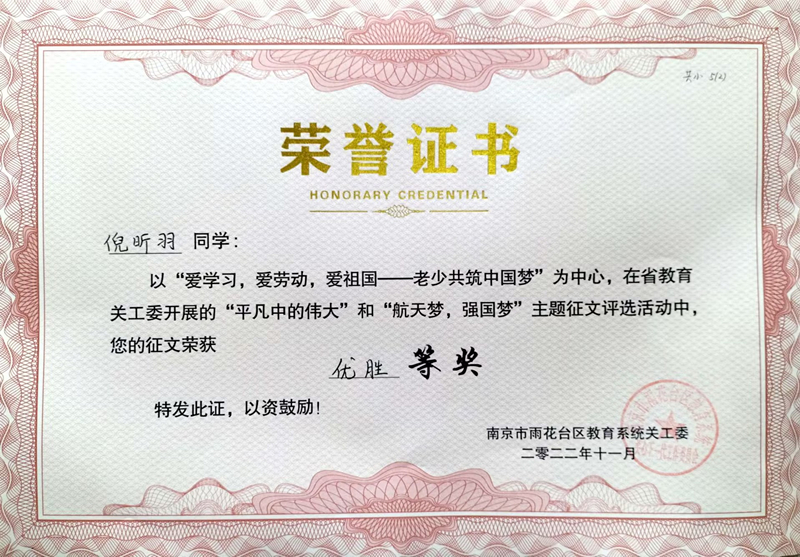 英小 5(2)
荣誉证书
HONORARY CREDENTIAL
倪昕羽 同学：
以“爱学习，爱劳动，爱祖国——老少共筑中国梦”为中心，在省教育
关工委开展的“平凡中的伟大”和“航天梦，强国梦”主题征文评选活动中，
您的征文荣获
优胜 等奖
特发此证，以资鼓励！
南京市雨花台区教育系统关工委
二零二二年十一月